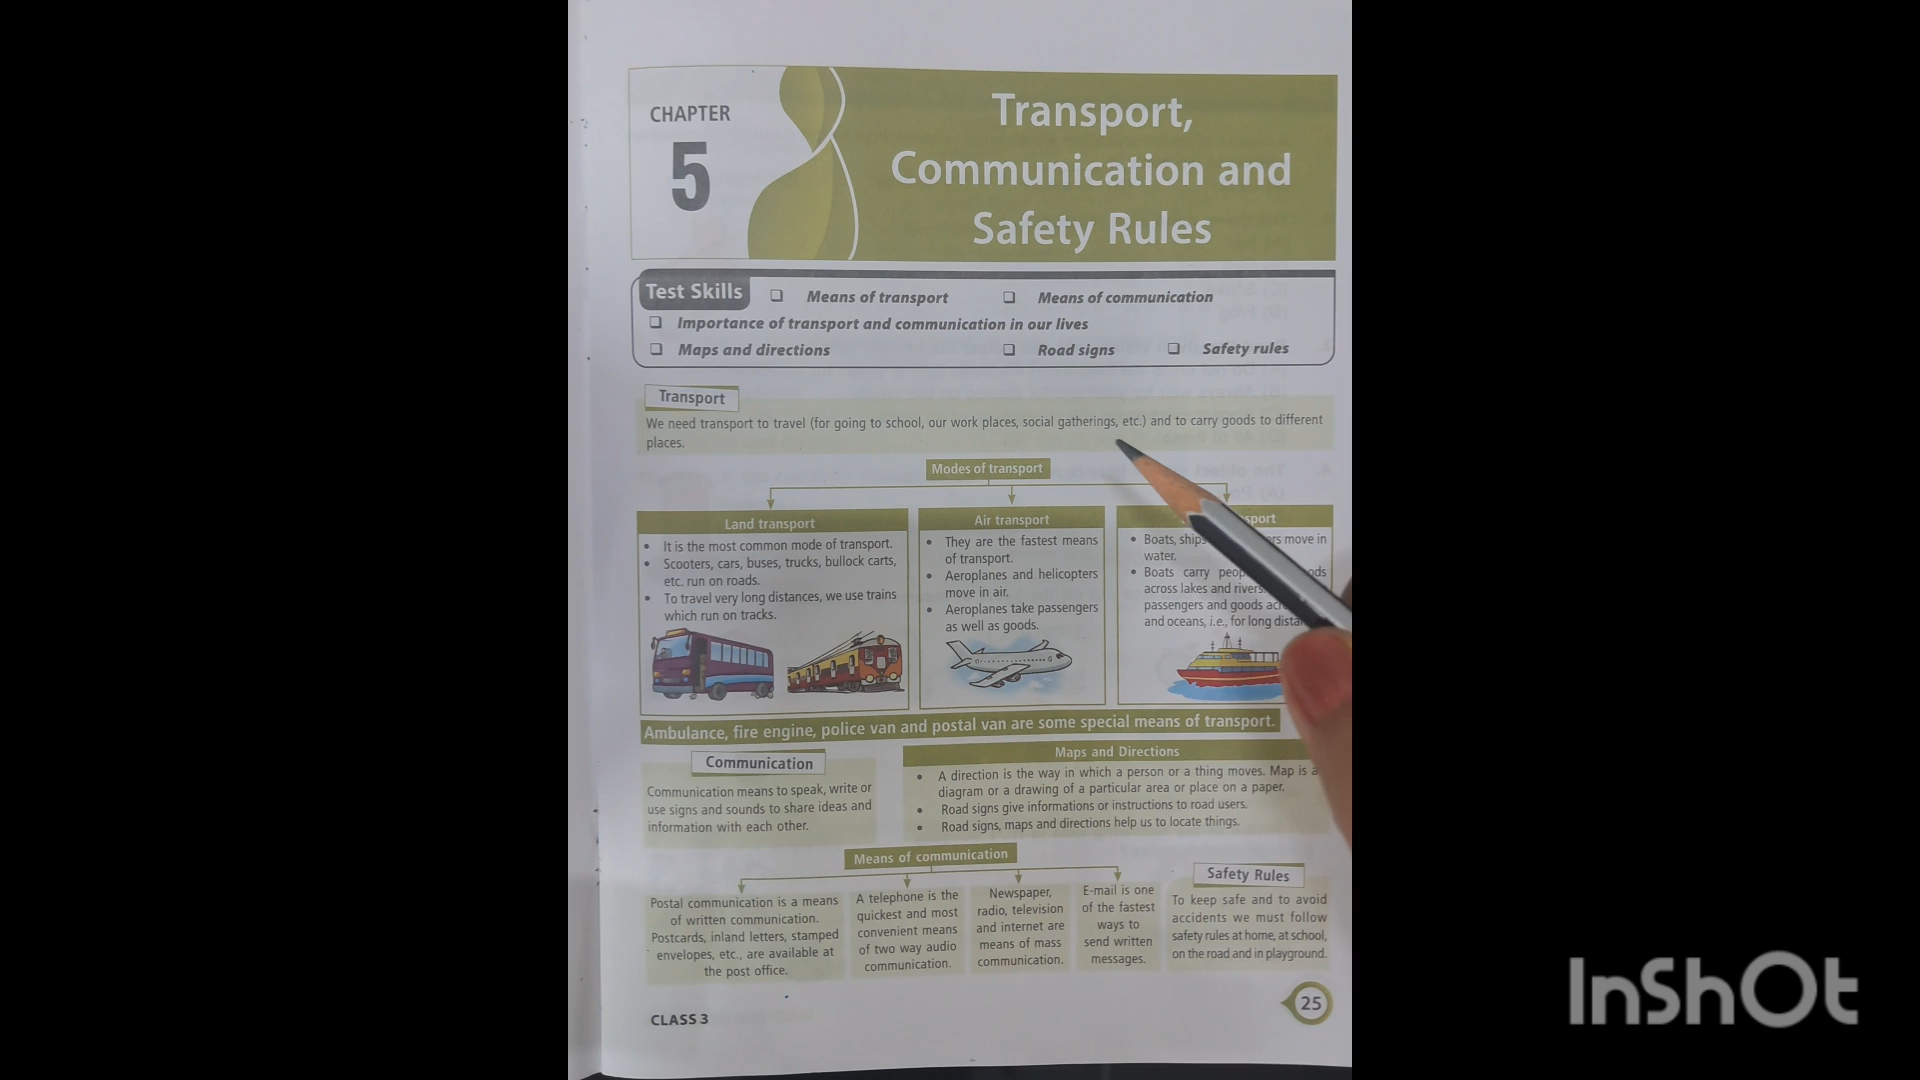 CHAPTER
5
Transport,
Communication and
Safety Rules
Test Skills
❑ Means of transport
❑ Means of communication
❑ Importance of transport and communication in our lives
❑ Maps and directions
❑ Road signs
❑ Safety rules
Transport
We need transport to travel (for going to school, our work places, social gatherings, etc.) and to carry goods to different
places.
Modes of transport
Land transport
• It is the most common mode of transport.
• Scooters, cars, buses, trucks, bullock carts,
etc. run on roads.
• To travel very long distances, we use trains
which run on tracks.
Air transport
• They are the fastest means
of transport.
• Aeroplanes and helicopters
move in air.
• Aeroplanes take passengers
as well as goods.
• Boats, ships move in
water.
• Boats carry
across lakes and rivers.
passengers and goods
and oceans, i.e., for long
Ambulance, fire engine, police van and postal van are some special means of transport.
Communication
Communication means to speak, write or
use signs and sounds to share ideas and
information with each other.
Maps and Directions
• A direction is the way in which a person or a thing moves. Map is a
diagram or a drawing of a particular area or place on a paper.
• Road signs give informations or instructions to road users.
• Road signs, maps and directions help us to locate things.
Means of communication
Postal communication is a means
of written communication.
Postcards, inland letters, stamped
envelopes, etc., are available at
the post office.
A telephone is the
quickest and most
convenient means
of two way audio
communication.
Newspaper,
radio, television
and internet are
means of mass
communication.
E-mail is one
of the fastest
ways to
send written
messages.
Safety Rules
To keep safe and to avoid
accidents we must follow
safety rules at home, at school,
on the road and in playground.
CLASS 3
25
InShOt